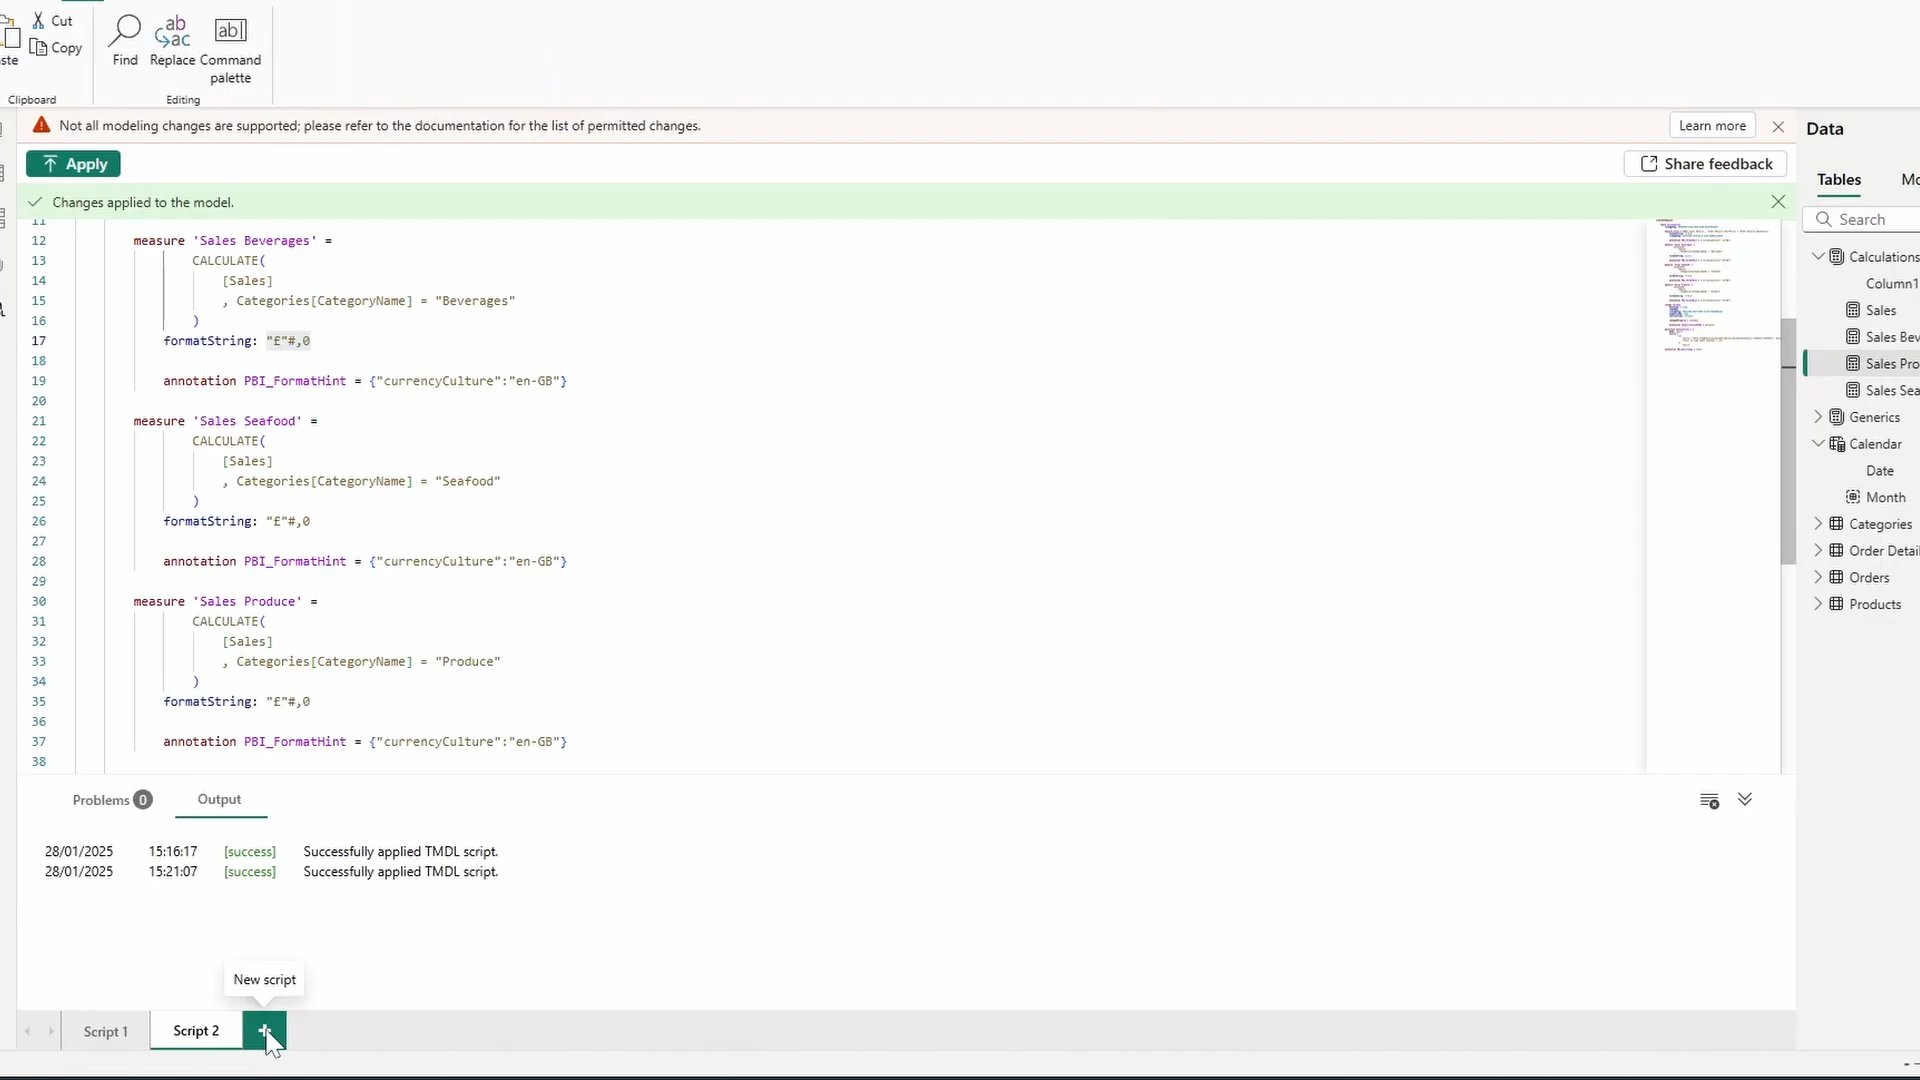 Cut
Copy
ste
Clipboard
Find
ab
ac
Replace
ab|
Command
palette
Editing
Not all modeling changes are supported; please refer to the documentation for the list of permitted changes.
Learn more
Apply
Share feedback
Changes applied to the model.
11
12 measure 'Sales Beverages' =
13 CALCULATE(
14 [Sales]
15 , Categories[CategoryName] = "Beverages"
16 )
17 formatString: "£"#,0
18
19 annotation PBI_FormatHint = {"currencyCulture":"en-GB"}
20
21 measure 'Sales Seafood' =
22 CALCULATE(
23 [Sales]
24 , Categories[CategoryName] = "Seafood"
25 )
26 formatString: "£"#,0
27
28 annotation PBI_FormatHint = {"currencyCulture":"en-GB"}
29
30 measure 'Sales Produce' =
31 CALCULATE(
32 [Sales]
33 , Categories[CategoryName] = "Produce"
34 )
35 formatString: "£"#,0
36
37 annotation PBI_FormatHint = {"currencyCulture":"en-GB"}
38
Data
Tables
Mo
Search
Calculations
Column1
Sales
Sales Bev
Sales Pro
Sales Sea
Generics
Calendar
Date
Month
Categories
Order Detail
Orders
Products
Problems 0
Output
28/01/2025 15:16:17 [success] Successfully applied TMDL script.
28/01/2025 15:21:07 [success] Successfully applied TMDL script.
New script
Script 1
Script 2